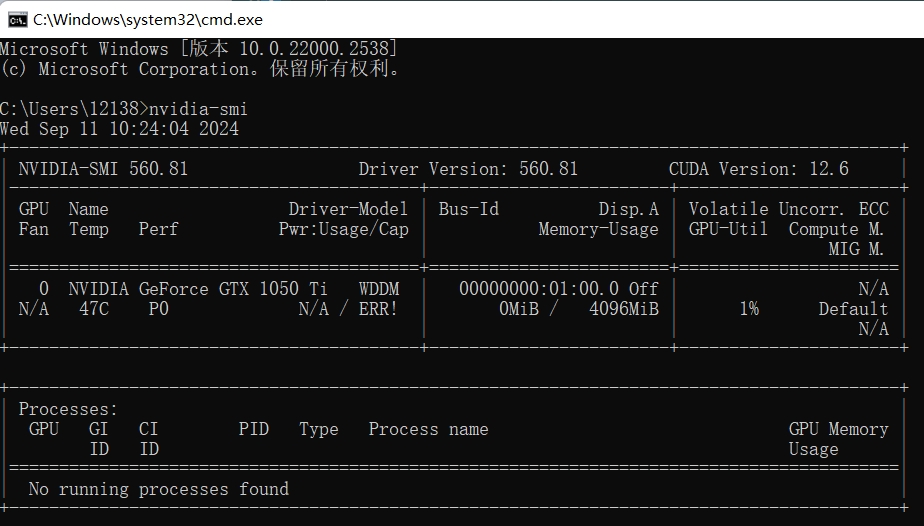 C:\Windows\system32\cmd.exe
Microsoft Windows [版本 10.0.22000.2538]
(c) Microsoft Corporation。保留所有权利。
C:\Users\12138>nvidia-smi
Wed Sep 11 10:24:04 2024
NVIDIA-SMI 560.81 Driver Version: 560.81 CUDA Version: 12.6
GPU Name Driver-Model Bus-Id Disp.A Volatile Uncorr. ECC
Fan Temp Perf Pwr:Usage/Cap Memory-Usage GPU-Util Compute M.
MIG M.
0 NVIDIA GeForce GTX 1050 Ti WDDM 00000000:01:00.0 Off N/A
N/A 47C P0 N/A / ERR! 0MiB / 4096MiB 1% Default
N/A
Processes:
GPU GI CI PID Type Process name GPU Memory
ID ID Usage
No running processes found